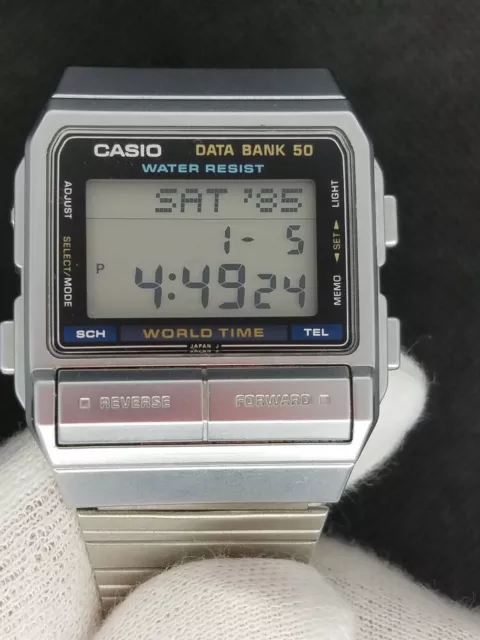 CASIO DATA BANK 50
WATER RESIST
ADJUST
SELECT/MODE
LIGHT
◄ SET ►
MEMO
SAT '85
1- 5
P 4:49 24
SCH WORLD TIME TEL
JAPAN J
REVERSE FORWARD